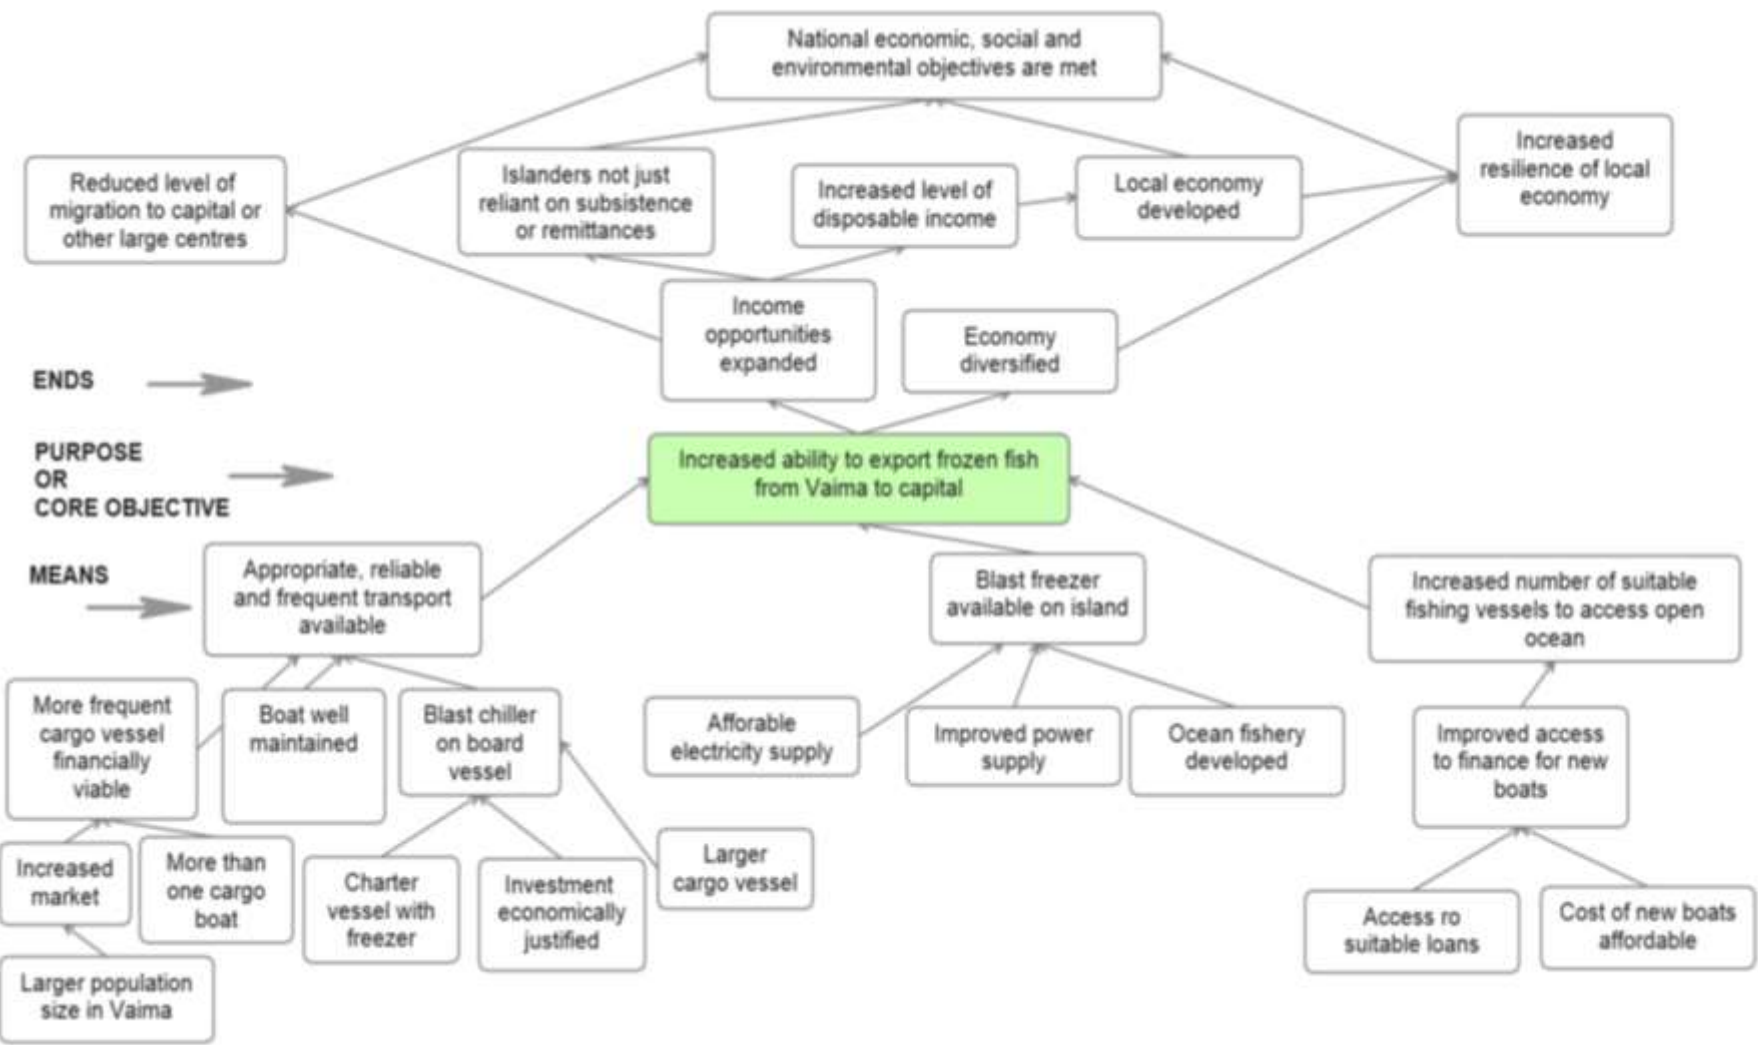 National economic, social and
environmental objectives are met
Reduced level of
migration to capital or
other large centres
Islanders not just
reliant on subsistence
or remittances
Increased level of
disposable income
Local economy
developed
Increased
resilience of local
economy
Income
opportunities
expanded
Economy
diversified
ENDS
PURPOSE
OR
CORE OBJECTIVE
Increased ability to export frozen fish
from Vaima to capital
MEANS
Appropriate, reliable
and frequent transport
available
Blast freezer
available on island
Increased number of suitable
fishing vessels to access open
ocean
More frequent
cargo vessel
financially
viable
Boat well
maintained
Blast chiller
on board
vessel
Afforable
electricity supply
Improved power
supply
Ocean fishery
developed
Improved access
to finance for new
boats
Increased
market
More than
one cargo
boat
Charter
vessel with
freezer
Investment
economically
justified
Larger
cargo vessel
Access ro
suitable loans
Cost of new boats
affordable
Larger population
size in Vaima